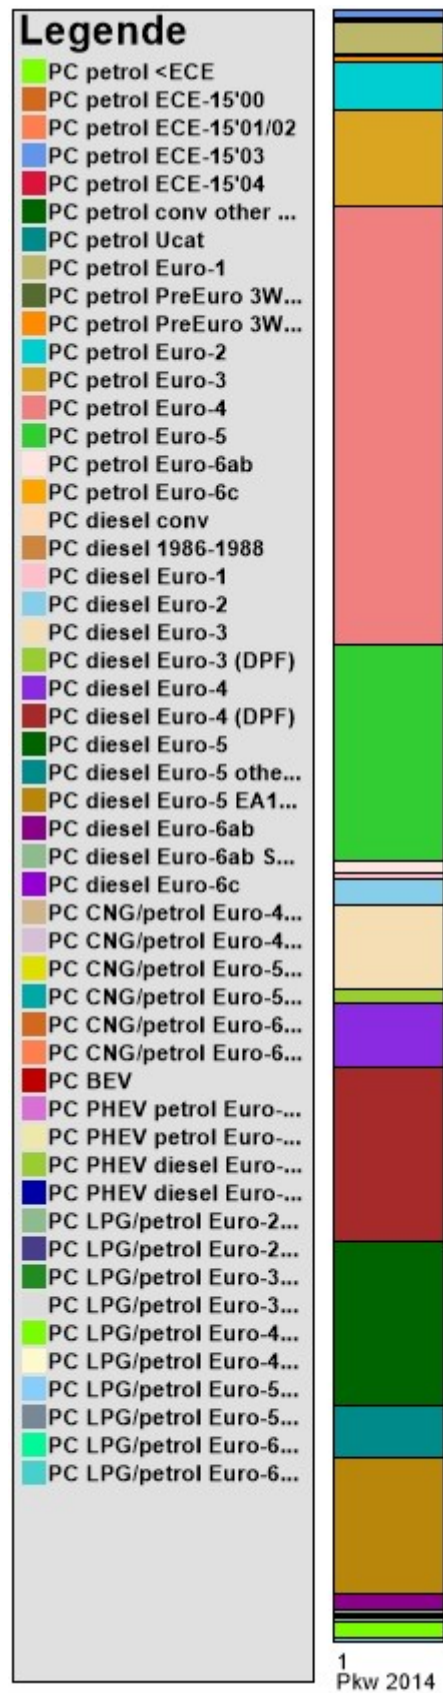 Legende
PC petrol <ECE
PC petrol ECE-15'00
PC petrol ECE-15'01/02
PC petrol ECE-15'03
PC petrol ECE-15'04
PC petrol conv other ...
PC petrol Ucat
PC petrol Euro-1
PC petrol PreEuro 3W...
PC petrol PreEuro 3W...
PC petrol Euro-2
PC petrol Euro-3
PC petrol Euro-4
PC petrol Euro-5
PC petrol Euro-6ab
PC petrol Euro-6c
PC diesel conv
PC diesel 1986-1988
PC diesel Euro-1
PC diesel Euro-2
PC diesel Euro-3
PC diesel Euro-3 (DPF)
PC diesel Euro-4
PC diesel Euro-4 (DPF)
PC diesel Euro-5
PC diesel Euro-5 othe...
PC diesel Euro-5 EA1...
PC diesel Euro-6ab
PC diesel Euro-6ab S...
PC diesel Euro-6c
PC CNG/petrol Euro-4...
PC CNG/petrol Euro-4...
PC CNG/petrol Euro-5...
PC CNG/petrol Euro-5...
PC CNG/petrol Euro-6...
PC CNG/petrol Euro-6...
PC BEV
PC PHEV petrol Euro-...
PC PHEV petrol Euro-...
PC PHEV diesel Euro-...
PC PHEV diesel Euro-...
PC LPG/petrol Euro-2...
PC LPG/petrol Euro-2...
PC LPG/petrol Euro-3...
PC LPG/petrol Euro-3...
PC LPG/petrol Euro-4...
PC LPG/petrol Euro-4...
PC LPG/petrol Euro-5...
PC LPG/petrol Euro-5...
PC LPG/petrol Euro-6...
PC LPG/petrol Euro-6...
1
Pkw 2014